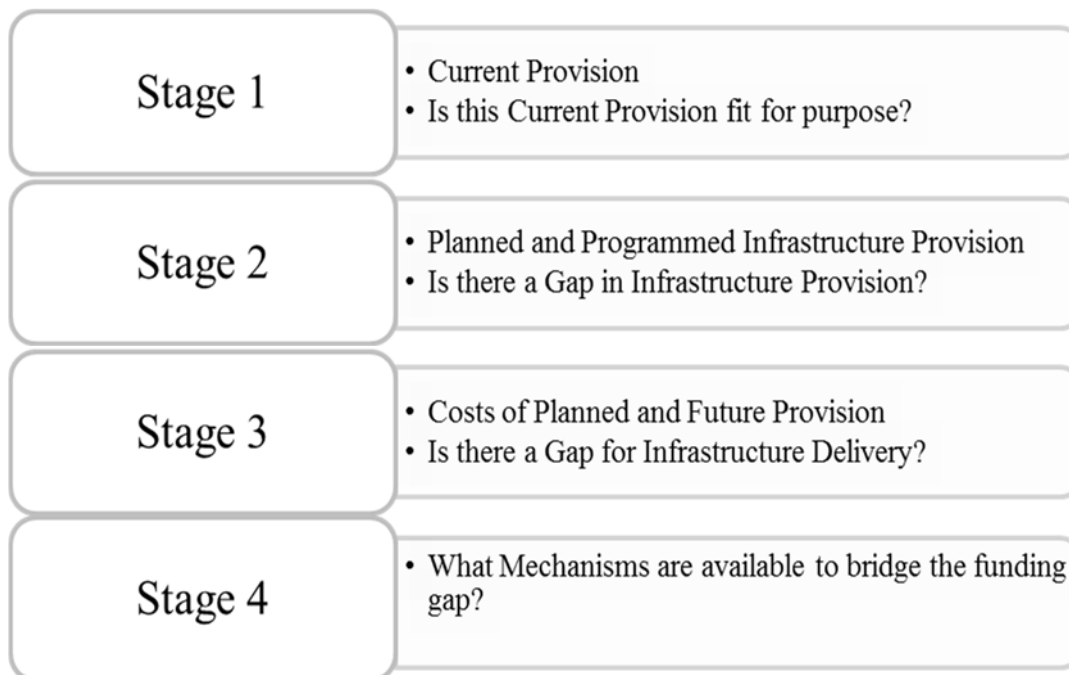 Stage 1
• Current Provision
• Is this Current Provision fit for purpose?
Stage 2
• Planned and Programmed Infrastructure Provision
• Is there a Gap in Infrastructure Provision?
Stage 3
• Costs of Planned and Future Provision
• Is there a Gap for Infrastructure Delivery?
Stage 4
• What Mechanisms are available to bridge the funding
gap?